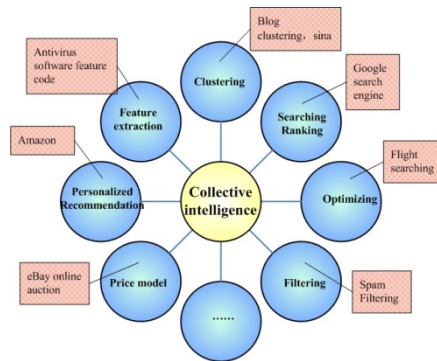 Antivirus
software feature
code
Blog
clustering，sina
Google
search
engine
Clustering
Feature
extraction
Searching
Ranking
Amazon
Flight
searching
Personalized
Recommendation
Collective
intelligence
Optimizing
eBay online
auction
Price model
Filtering
Spam
Filtering
……